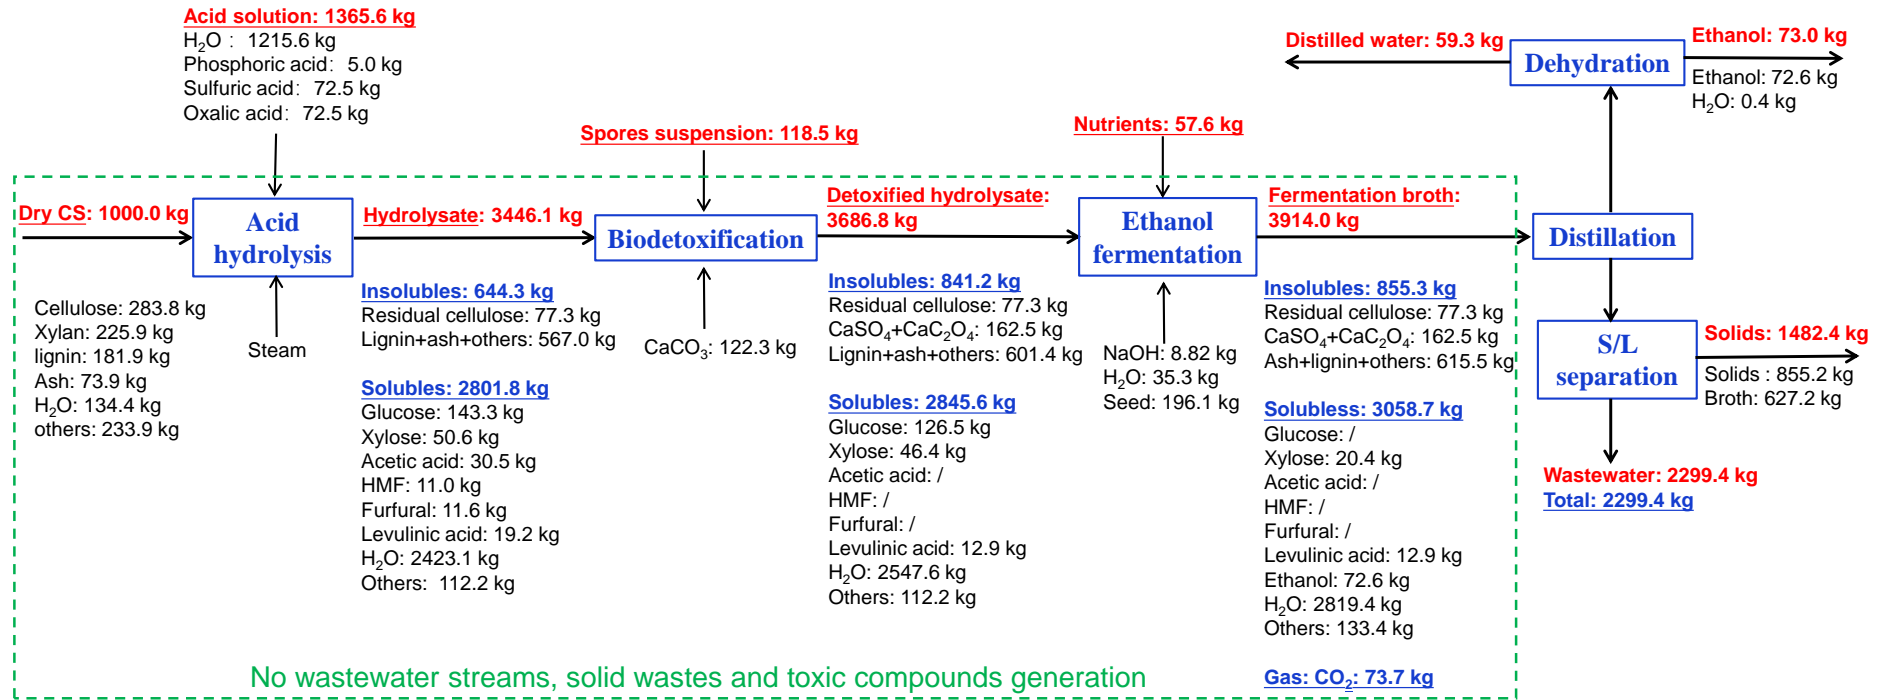 Acid solution: 1365.6 kg
H₂O : 1215.6 kg
Phosphoric acid: 5.0 kg
Sulfuric acid: 72.5 kg
Oxalic acid: 72.5 kg
Spores suspension: 118.5 kg
Nutrients: 57.6 kg
Distilled water: 59.3 kg
Dehydration
Ethanol: 73.0 kg
Ethanol: 72.6 kg
H₂O: 0.4 kg
Dry CS: 1000.0 kg
Acid
hydrolysis
Hydrolysate: 3446.1 kg
Biodetoxification
Detoxified hydrolysate:
3686.8 kg
Ethanol
fermentation
Fermentation broth:
3914.0 kg
Distillation
Cellulose: 283.8 kg
Xylan: 225.9 kg
lignin: 181.9 kg
Ash: 73.9 kg
H₂O: 134.4 kg
others: 233.9 kg
Steam
Insolubles: 644.3 kg
Residual cellulose: 77.3 kg
Lignin+ash+others: 567.0 kg
Solubles: 2801.8 kg
Glucose: 143.3 kg
Xylose: 50.6 kg
Acetic acid: 30.5 kg
HMF: 11.0 kg
Furfural: 11.6 kg
Levulinic acid: 19.2 kg
H₂O: 2423.1 kg
Others: 112.2 kg
CaCO₃: 122.3 kg
Insolubles: 841.2 kg
Residual cellulose: 77.3 kg
CaSO₄+CaC₂O₄: 162.5 kg
Lignin+ash+others: 601.4 kg
Solubles: 2845.6 kg
Glucose: 126.5 kg
Xylose: 46.4 kg
Acetic acid: /
HMF: /
Furfural: /
Levulinic acid: 12.9 kg
H₂O: 2547.6 kg
Others: 112.2 kg
NaOH: 8.82 kg
H₂O: 35.3 kg
Seed: 196.1 kg
Insolubles: 855.3 kg
Residual cellulose: 77.3 kg
CaSO₄+CaC₂O₄: 162.5 kg
Ash+lignin+others: 615.5 kg
Solubless: 3058.7 kg
Glucose: /
Xylose: 20.4 kg
Acetic acid: /
HMF: /
Furfural: /
Levulinic acid: 12.9 kg
Ethanol: 72.6 kg
H₂O: 2819.4 kg
Others: 133.4 kg
Gas: CO₂: 73.7 kg
S/L
separation
Solids: 1482.4 kg
Solids : 855.2 kg
Broth: 627.2 kg
Wastewater: 2299.4 kg
Total: 2299.4 kg
No wastewater streams, solid wastes and toxic compounds generation